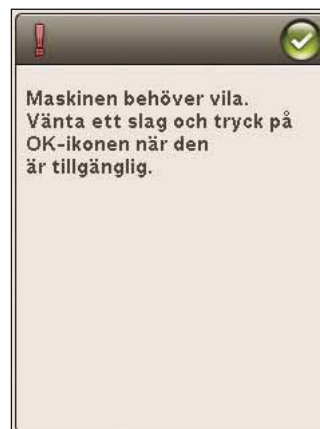 Maskinen behöver vila.
Vänta ett slag och tryck på
OK-ikonen när den
är tillgänglig.